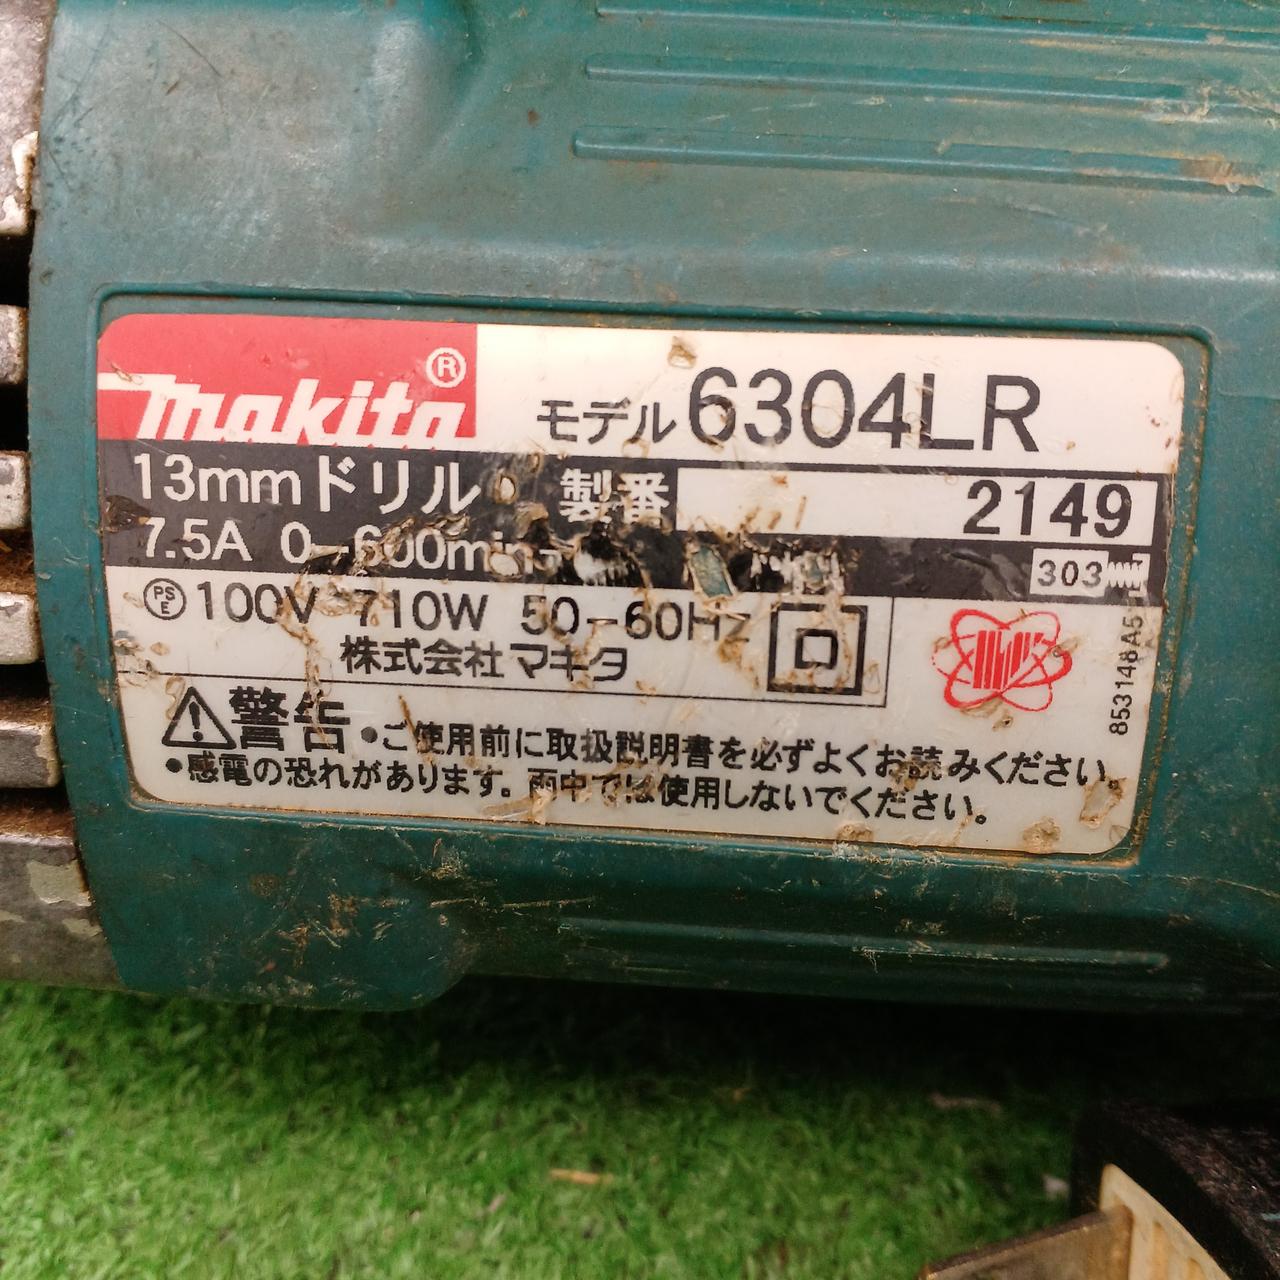 makita®
モデル 6304LR
13mmドリル 製番 2149
7.5A 0-600min-
303
PSE 100V 710W 50-60Hz
株式会社マキタ
853148A5
警告 •ご使用前に取扱説明書を必ずよくお読みください。
•感電の恐れがあります。雨中では使用しないでください。